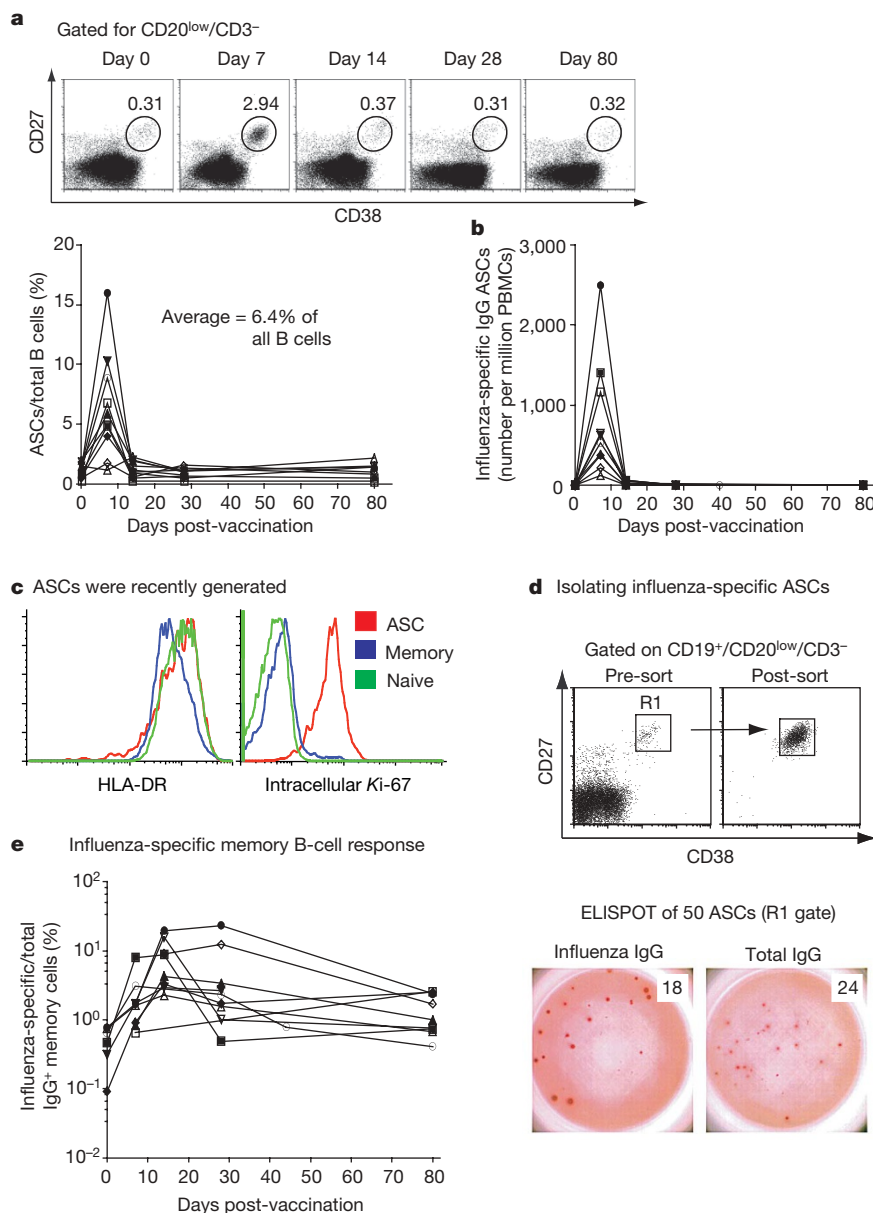 a
Gated for CD20low/CD3–
Day 0 Day 7 Day 14 Day 28 Day 80
0.31 2.94 0.37 0.31 0.32
CD27
CD38
20
15
10
5
0
ASCs/total B cells (%)
Average = 6.4% of
all B cells
0 10 20 30 40 50 60 70 80
Days post-vaccination
b
3,000
2,000
1,000
0
Influenza-specific IgG ASCs
(number per million PBMCs)
0 10 20 30 40 50 60 70 80
Days post-vaccination
c ASCs were recently generated
ASC
Memory
Naive
HLA-DR
Intracellular Ki-67
d Isolating influenza-specific ASCs
Gated on CD19+/CD20low/CD3–
Pre-sort Post-sort
R1
CD27
CD38
ELISPOT of 50 ASCs (R1 gate)
Influenza IgG Total IgG
18 24
e Influenza-specific memory B-cell response
10²
10¹
10⁰
10⁻¹
10⁻²
Influenza-specific/total
IgG+ memory cells (%)
0 10 20 30 40 50 60 70 80
Days post-vaccination